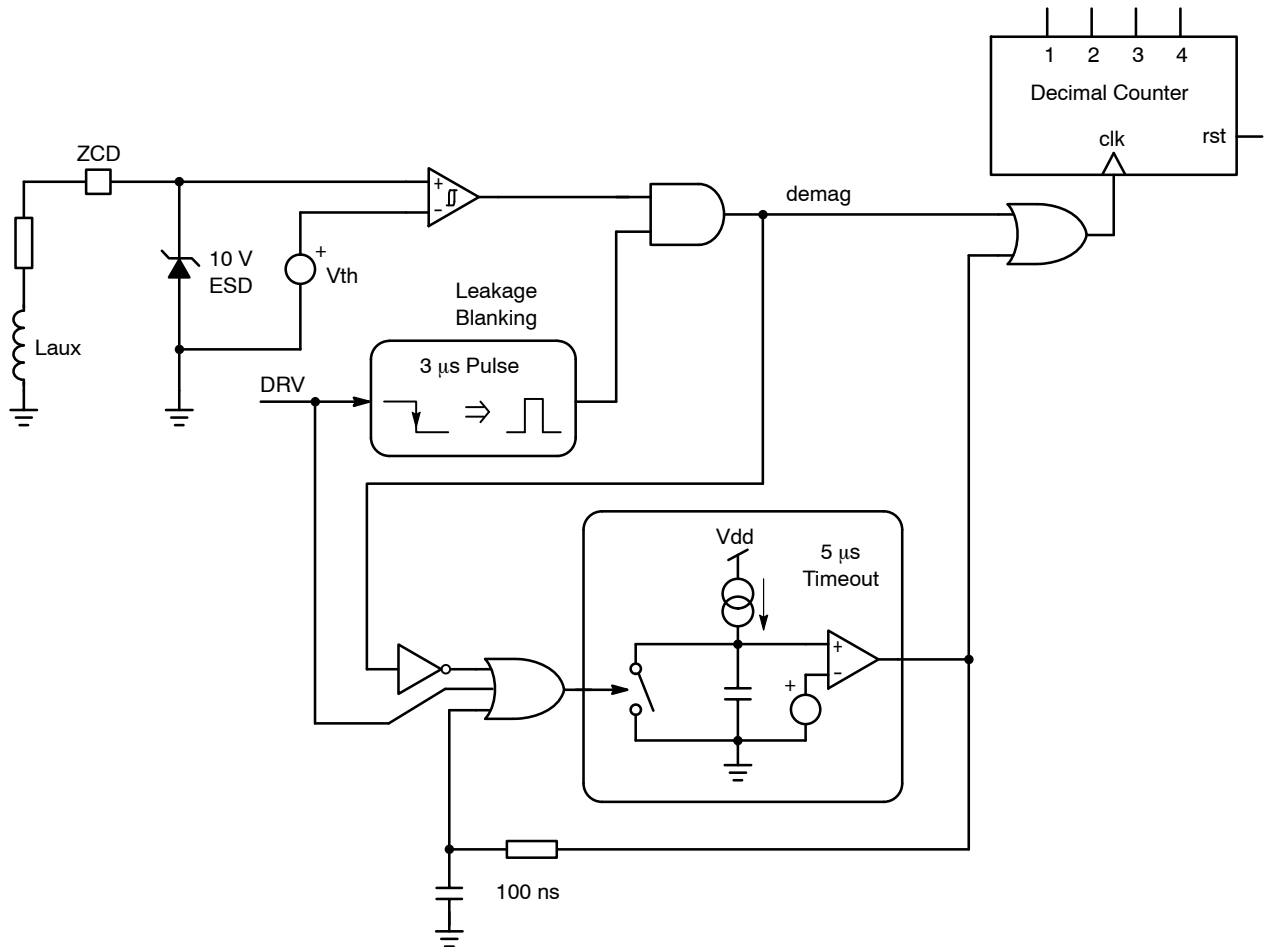 1 2 3 4
Decimal Counter
clk
rst
ZCD
+
−
demag
10 V
ESD
+
Vth
Laux
Leakage
Blanking
3 μs Pulse
DRV
Vdd
5 μs
Timeout
+
−
+
100 ns